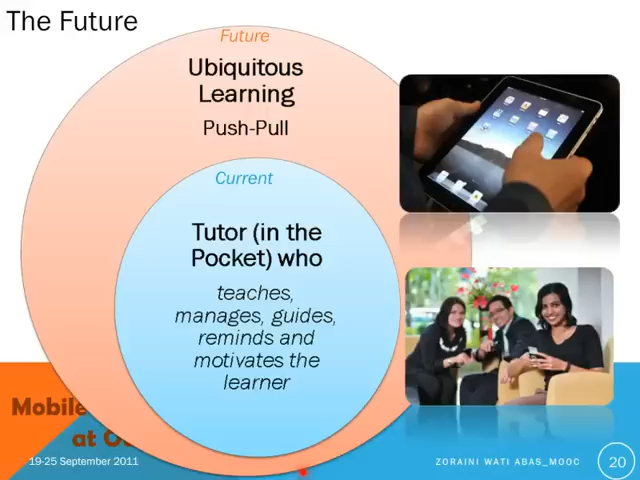 The Future
Future
Ubiquitous
Learning
Push-Pull
Current
Tutor (in the
Pocket) who
teaches,
manages, guides,
reminds and
motivates the
learner
Mobile
at
19-25 September 2011
ZORAINI WATI ABAS_MOOC
20